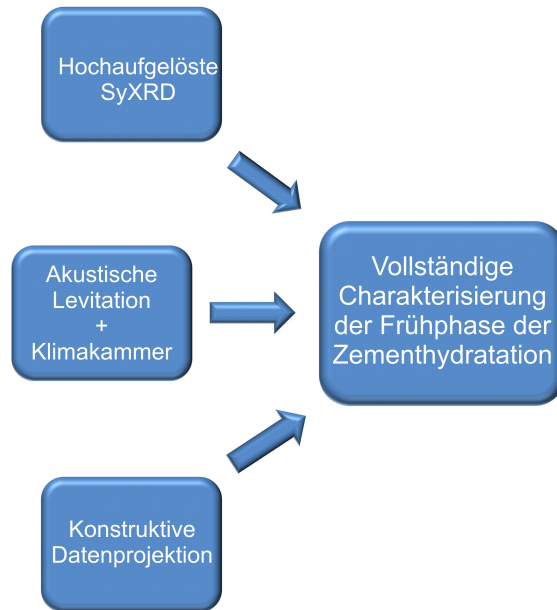 Hochaufgelöste
SyXRD
Akustische
Levitation
+
Klimakammer
Vollständige
Charakterisierung
der Frühphase der
Zementhydratation
Konstruktive
Datenprojektion